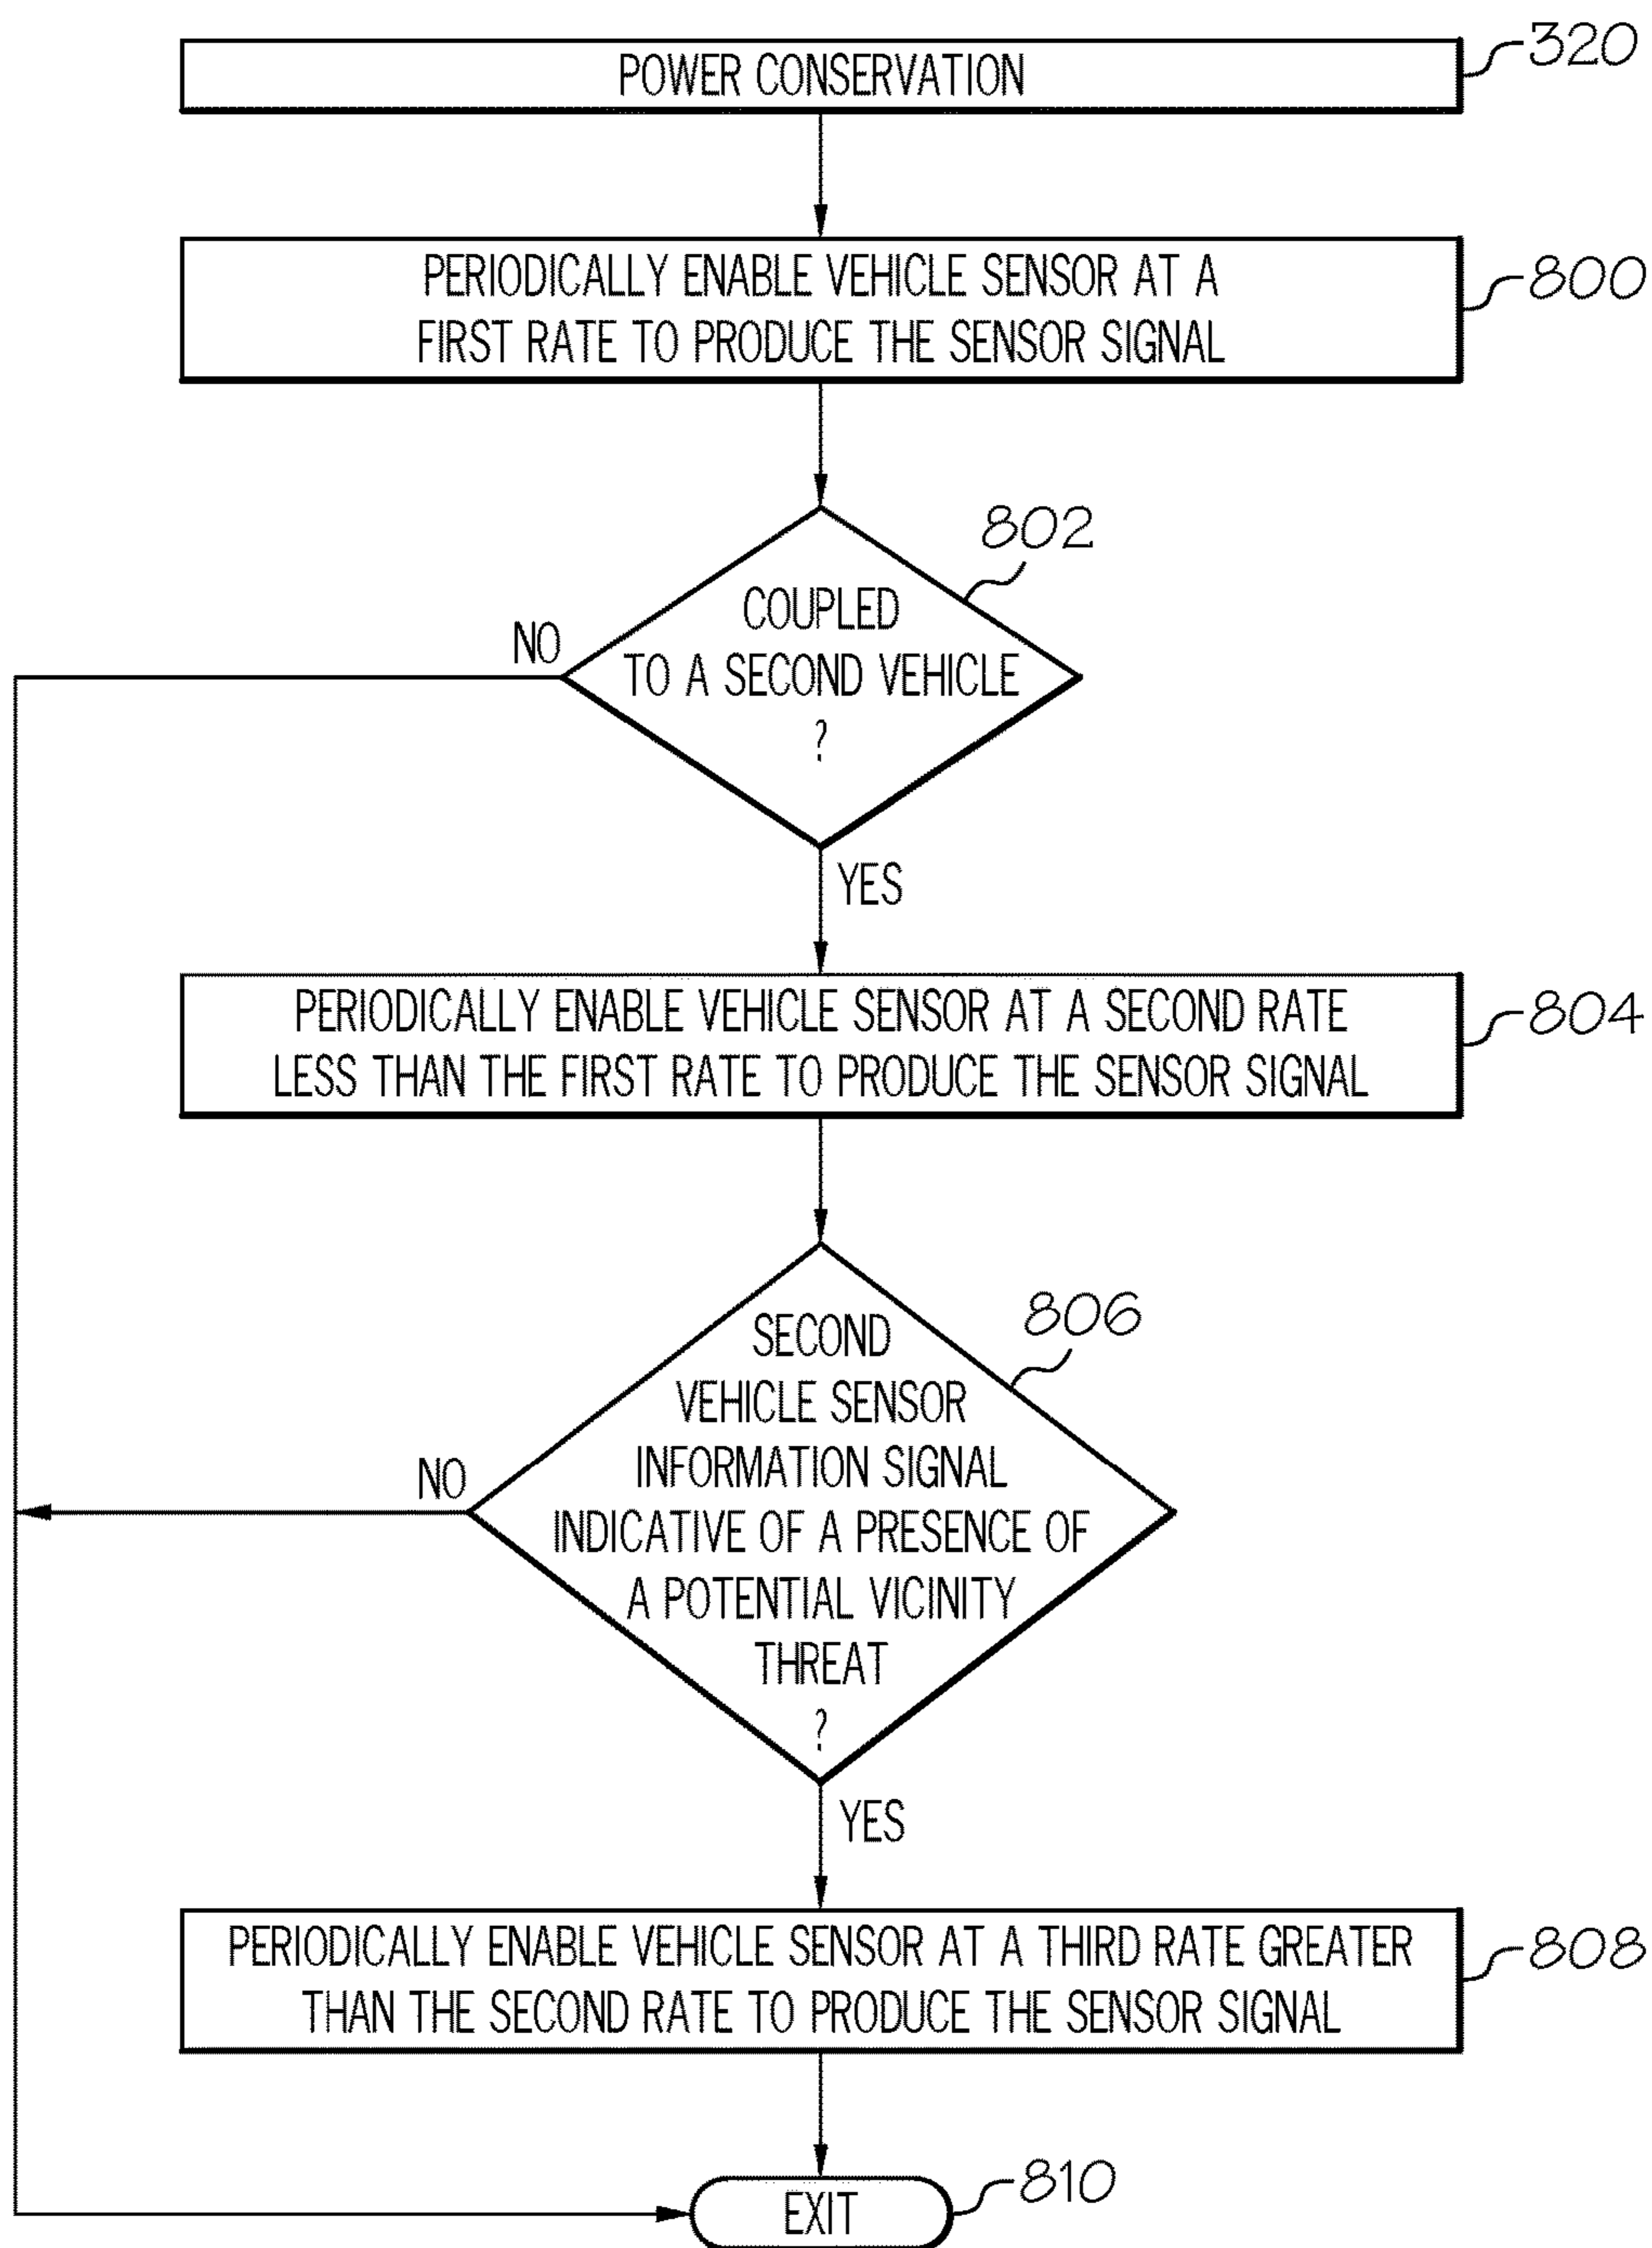 POWER CONSERVATION
320
PERIODICALLY ENABLE VEHICLE SENSOR AT A
FIRST RATE TO PRODUCE THE SENSOR SIGNAL
800
802
COUPLED
TO A SECOND VEHICLE
?
NO
YES
PERIODICALLY ENABLE VEHICLE SENSOR AT A SECOND RATE
LESS THAN THE FIRST RATE TO PRODUCE THE SENSOR SIGNAL
804
806
SECOND
VEHICLE SENSOR
INFORMATION SIGNAL
INDICATIVE OF A PRESENCE OF
A POTENTIAL VICINITY
THREAT
?
NO
YES
PERIODICALLY ENABLE VEHICLE SENSOR AT A THIRD RATE GREATER
THAN THE SECOND RATE TO PRODUCE THE SENSOR SIGNAL
808
EXIT
810